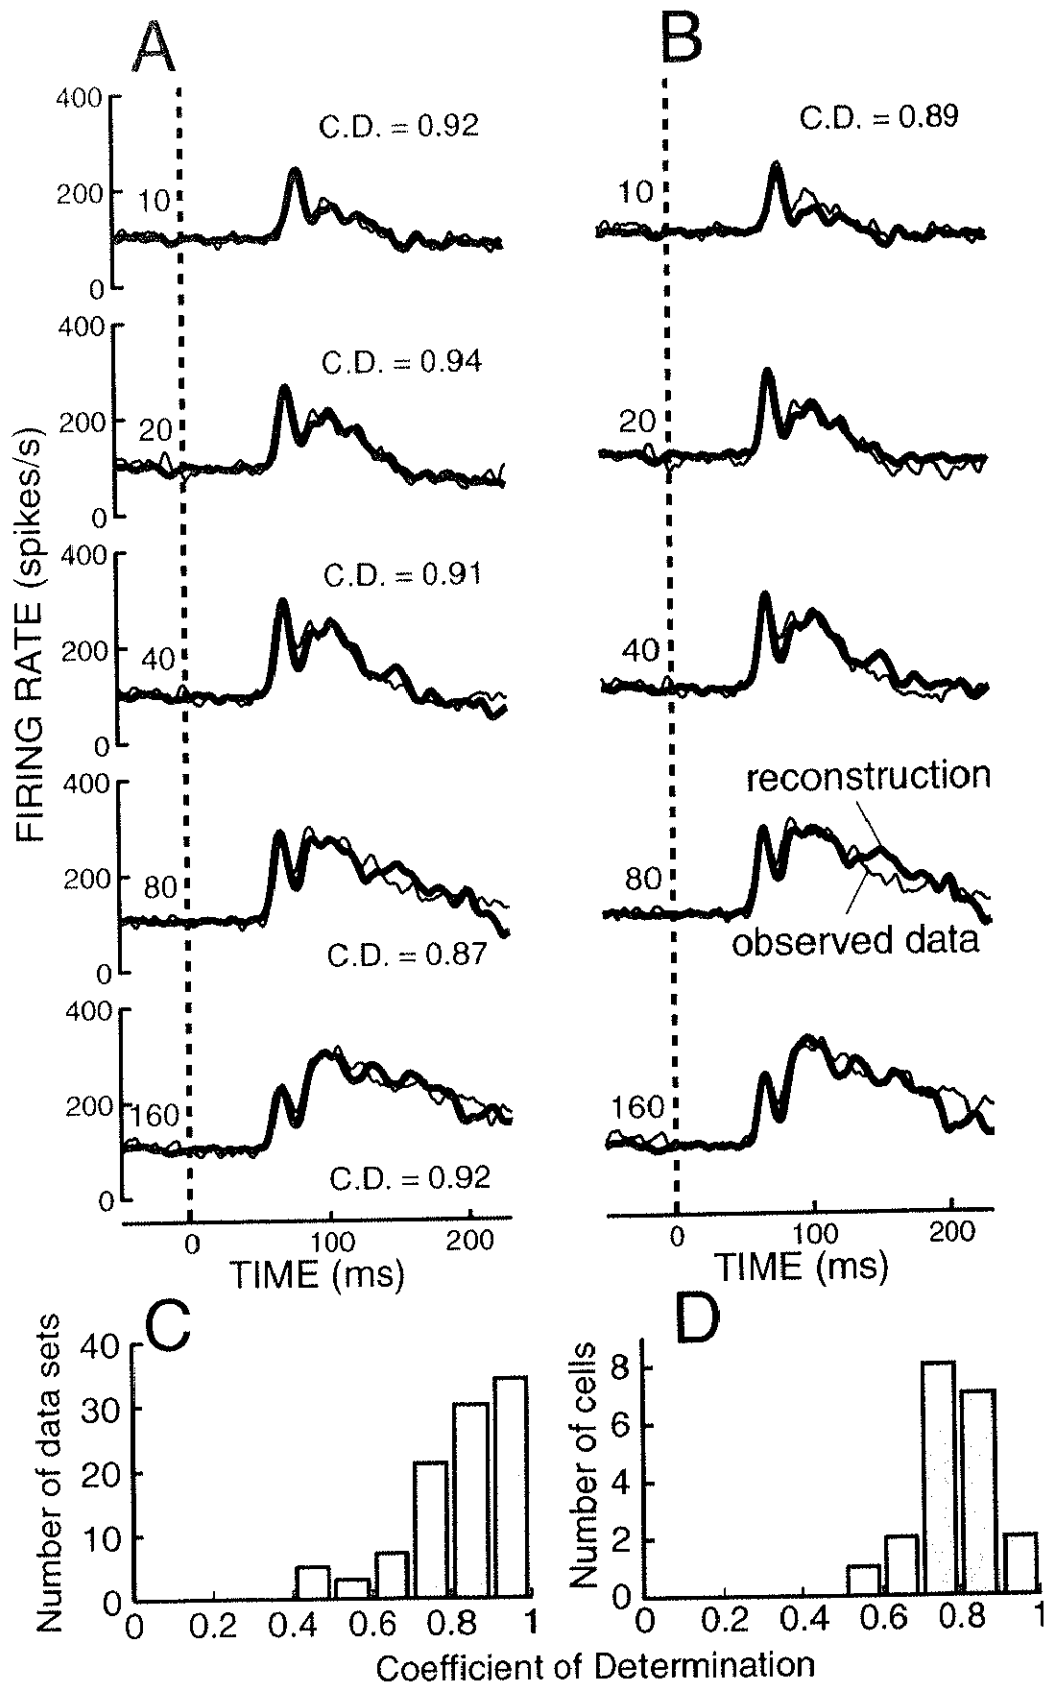 A
B
FIRING RATE (spikes/s)
400
200
0
10
C.D. = 0.92
10
C.D. = 0.89
400
200
0
20
C.D. = 0.94
20
400
200
0
40
C.D. = 0.91
40
400
200
0
80
C.D. = 0.87
80
reconstruction
observed data
400
200
0
160
C.D. = 0.92
160
0 100 200
TIME (ms)
0 100 200
TIME (ms)
C
Number of data sets
40
30
20
10
0
0 0.2 0.4 0.6 0.8 1
D
Number of cells
8
6
4
2
0
0 0.2 0.4 0.6 0.8 1
Coefficient of Determination